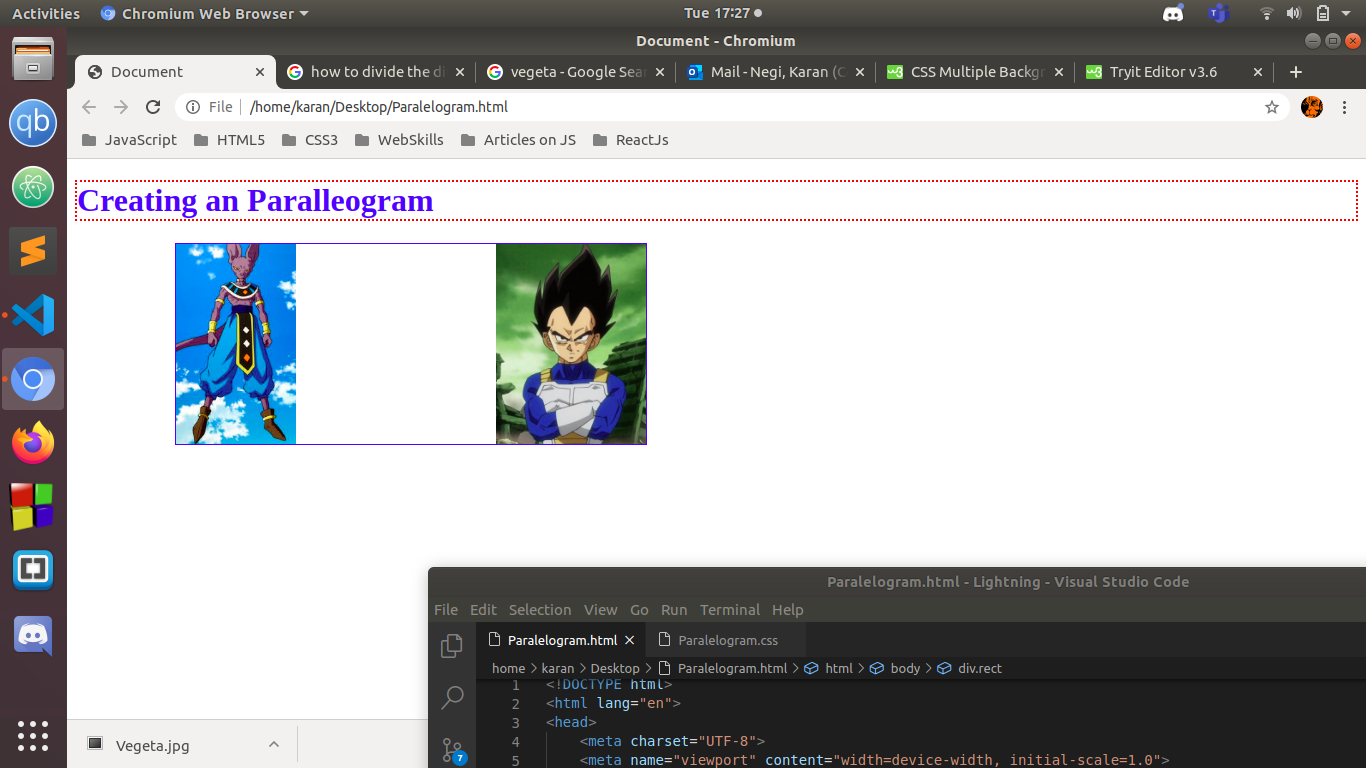 Activities Chromium Web Browser Tue 17:27
Document - Chromium
Document how to divide the di vegeta - Google Sear Mail - Negi, Karan (C CSS Multiple Backgr Tryit Editor v3.6
File /home/karan/Desktop/Paralelogram.html
JavaScript HTML5 CSS3 WebSkills Articles on JS ReactJs
Creating an Paralleogram
qb
Paralelogram.html - Lightning - Visual Studio Code
File Edit Selection View Go Run Terminal Help
Paralelogram.html Paralelogram.css
home karan Desktop Paralelogram.html html body div.rect
1 <!DOCTYPE html>
2 <html lang="en">
3 <head>
4 <meta charset="UTF-8">
5 <meta name="viewport" content="width=device-width, initial-scale=1.0">
7
Vegeta.jpg